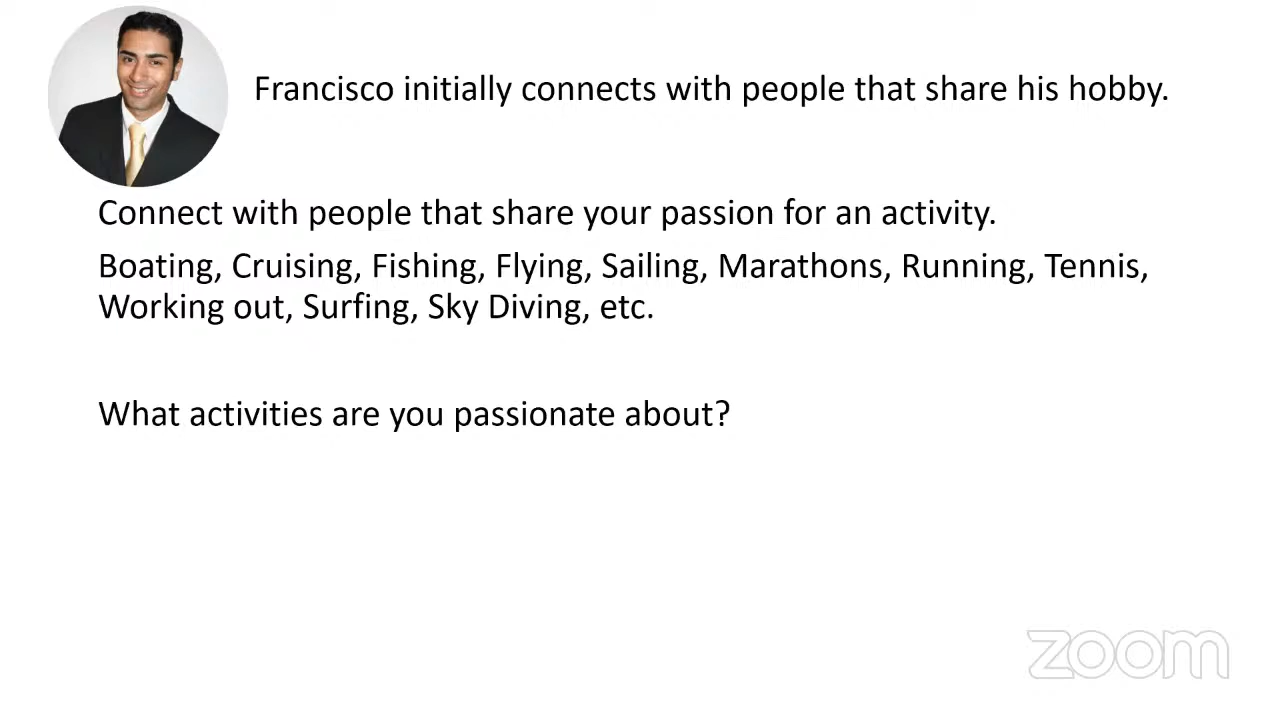 Francisco initially connects with people that share his hobby.
Connect with people that share your passion for an activity.
Boating, Cruising, Fishing, Flying, Sailing, Marathons, Running, Tennis,
Working out, Surfing, Sky Diving, etc.
What activities are you passionate about?
zoom